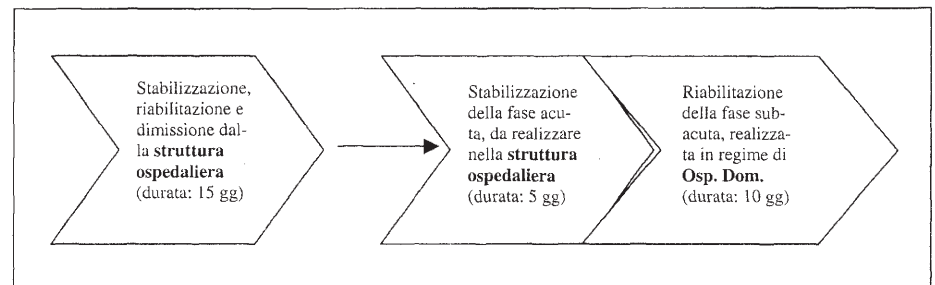 Stabilizzazione,
riabilitazione e
dimissione dal-
la struttura
ospedaliera
(durata: 15 gg)
Stabilizzazione
della fase acu-
ta, da realizzare
nella struttura
ospedaliera
(durata: 5 gg)
Riabilitazione
della fase sub-
acuta, realizza-
ta in regime di
Osp. Dom.
(durata: 10 gg)